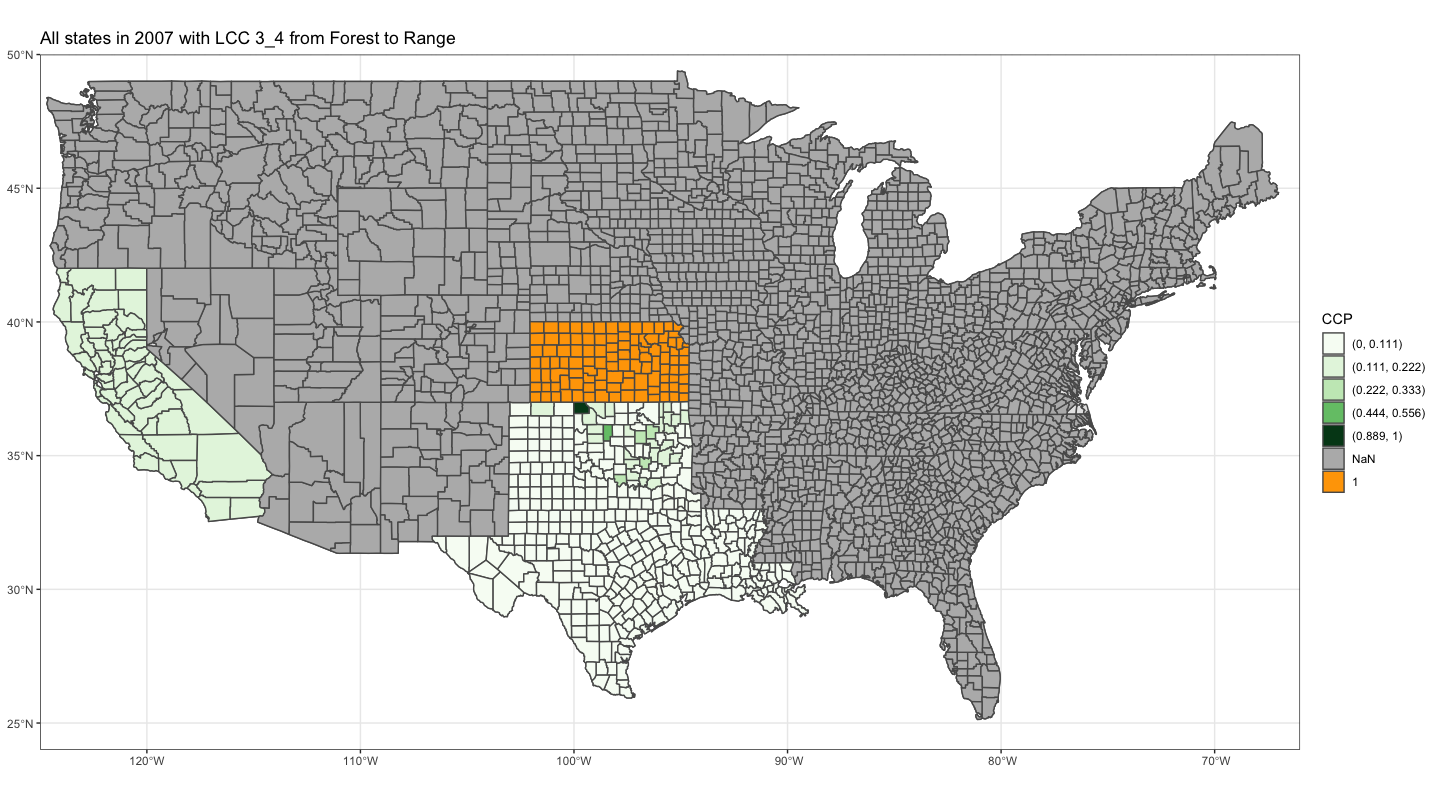 All states in 2007 with LCC 3_4 from Forest to Range
50°N
45°N
40°N
35°N
30°N
25°N
120°W
110°W
100°W
90°W
80°W
70°W
CCP
(0, 0.111)
(0.111, 0.222)
(0.222, 0.333)
(0.444, 0.556)
(0.889, 1)
NaN
1